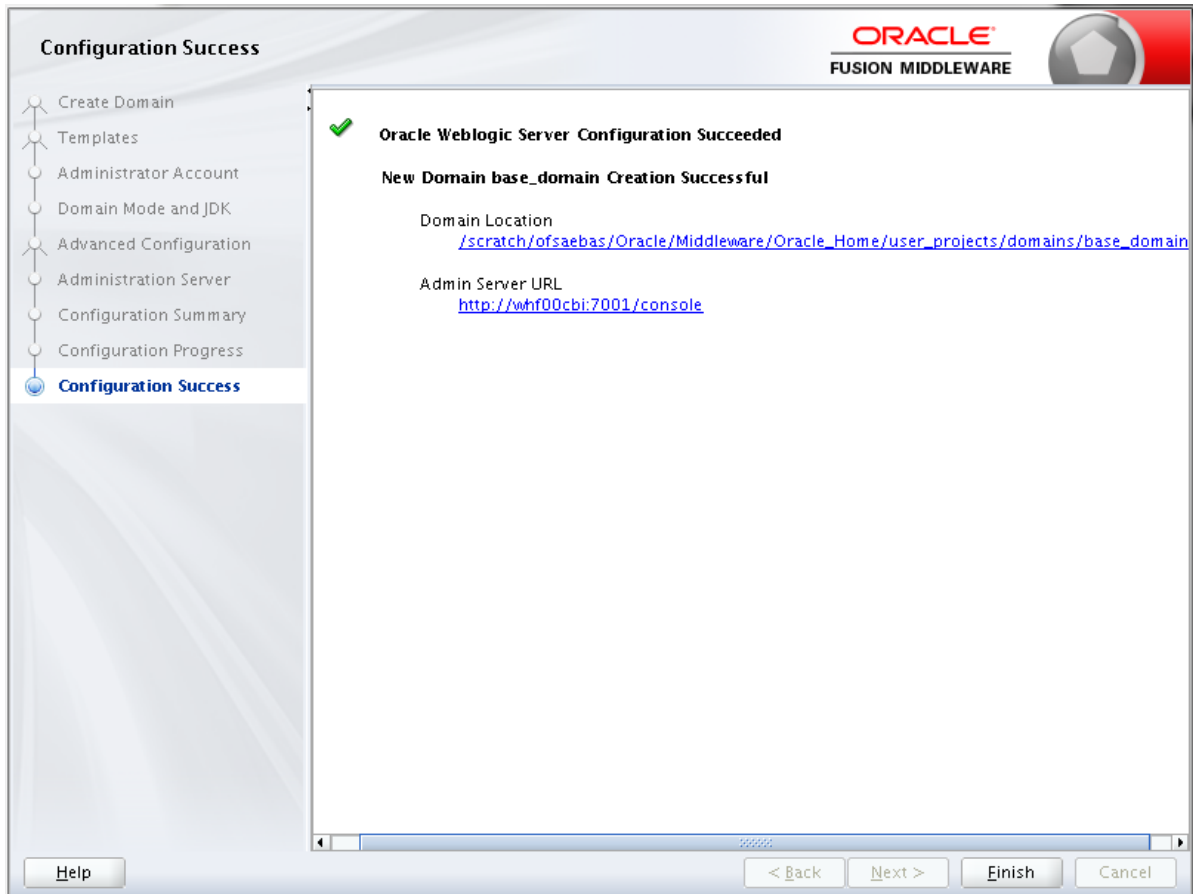 Configuration Success
ORACLE
FUSION MIDDLEWARE
Create Domain
Templates
Administrator Account
Domain Mode and JDK
Advanced Configuration
Administration Server
Configuration Summary
Configuration Progress
Configuration Success
Oracle Weblogic Server Configuration Succeeded
New Domain base_domain Creation Successful
Domain Location
/scratch/ofsaebas/Oracle/Middleware/Oracle_Home/user_projects/domains/base_domain
Admin Server URL
http://whf00cbi:7001/console
Help
< Back
Next >
Finish
Cancel